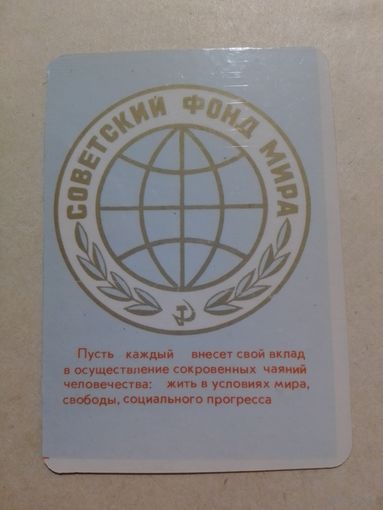 СОВЕТСКИЙ ФОНД МИРА
Пусть каждый внесет свой вклад
в осуществление сокровенных чаяний
человечества: жить в условиях мира,
свободы, социального прогресса